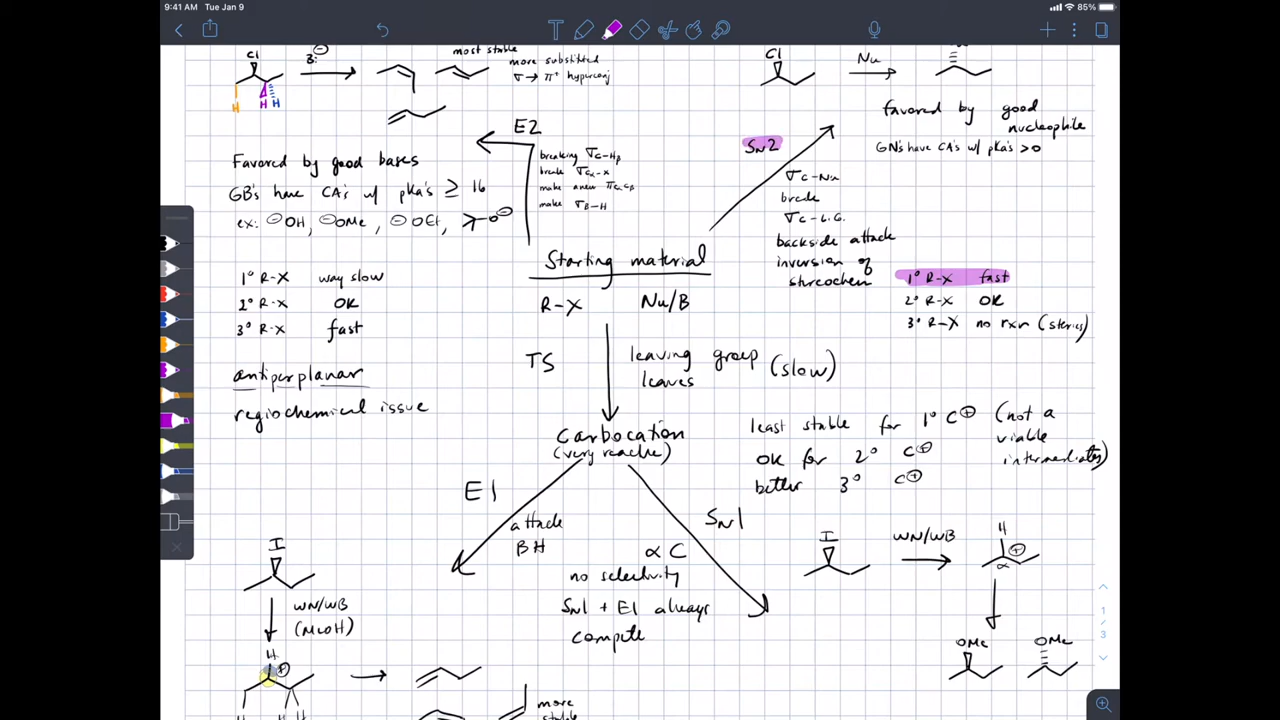 9:41 AM Tue Jan 9
85%
Cl
B:⊖
H H H
most stable
more substituted
σ → π* hyperconj
E2
breaking σC-Hβ
break σCα-X
make a new πCαCβ
make σB-H
Favored by good bases
GB's have CA's w/ pKa's ≥ 16
ex: ⊖OH, ⊖OMe, ⊖OEt, O⊖
1° R-X way slow
2° R-X OK
3° R-X fast
antiperplanar
regiochemical issue
Cl
Nu
favored by good
nucleophile
GN's have CA's w/ pKa's >0
SN2
σC-Nu
break
σC-L.G.
backside attack
inversion of
stereochem
1° R-X fast
2° R-X OK
3° R-X no rxn (sterics)
Starting material
R-X Nu/B
TS
leaving group
leaves
(slow)
Carbocation
(very reactive)
least stable for 1° C⊕ (not a
viable
intermediate)
ok for 2° C⊕
better 3° C⊕
E1
attack
βH
SN1
α C
no selectivity
SN1 + E1 always
compete
I
WN/WB
(MeOH)
H
⊕
H H H
more
stable
I
WN/WB
H
⊕
α
OMe
OMe
1
/
3